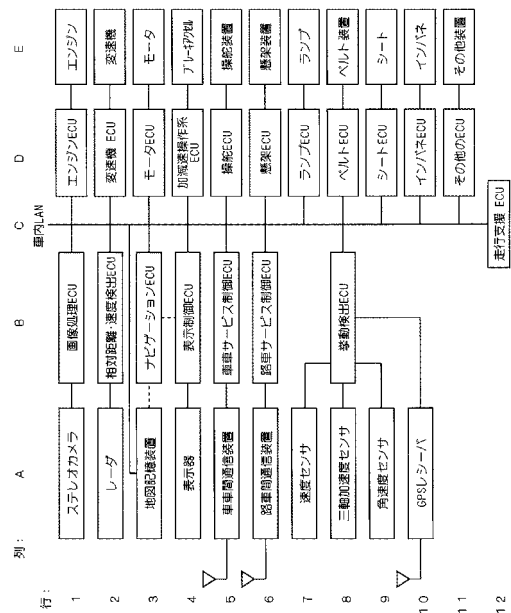 列： A B C D E
車内LAN
行：
1 ステレオカメラ 画像処理ECU エンジンECU エンジン
2 レーダ 相対距離・速度検出ECU 変速機 ECU 変速機
3 地図記憶装置 ナビゲーションECU モータECU モータ
4 表示器 表示制御ECU 加減速操作系 ECU ブレーキ/アクセル
5 車車間通信装置 車車サービス制御ECU 操舵ECU 操舵装置
6 路車間通信装置 路車サービス制御ECU 懸架ECU 懸架装置
7 速度センサ ランプECU ランプ
8 三軸加速度センサ 挙動検出ECU ベルトECU ベルト装置
9 角速度センサ シートECU シート
10 GPSレシーバ インパネECU インパネ
11 その他のECU その他装置
12 走行支援 ECU